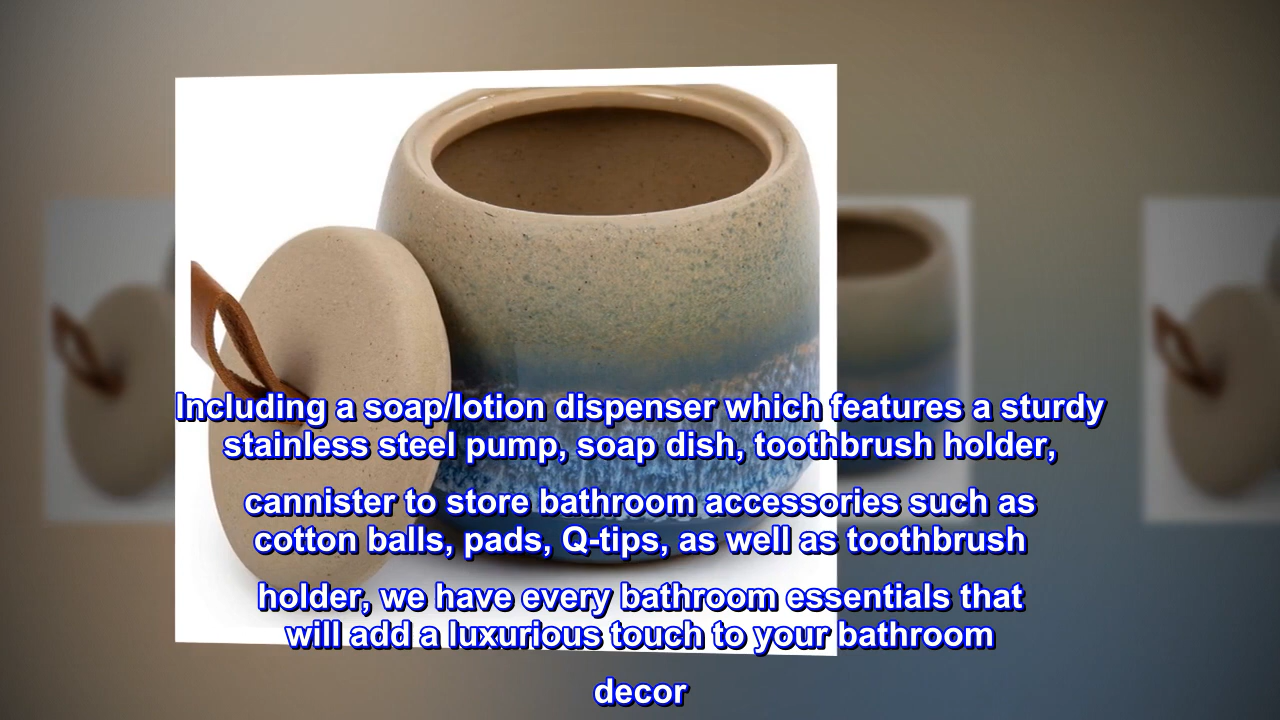 Including a soap/lotion dispenser which features a sturdy
stainless steel pump, soap dish, toothbrush holder,
cannister to store bathroom accessories such as
cotton balls, pads, Q-tips, as well as toothbrush
holder, we have every bathroom essentials that
will add a luxurious touch to your bathroom
decor